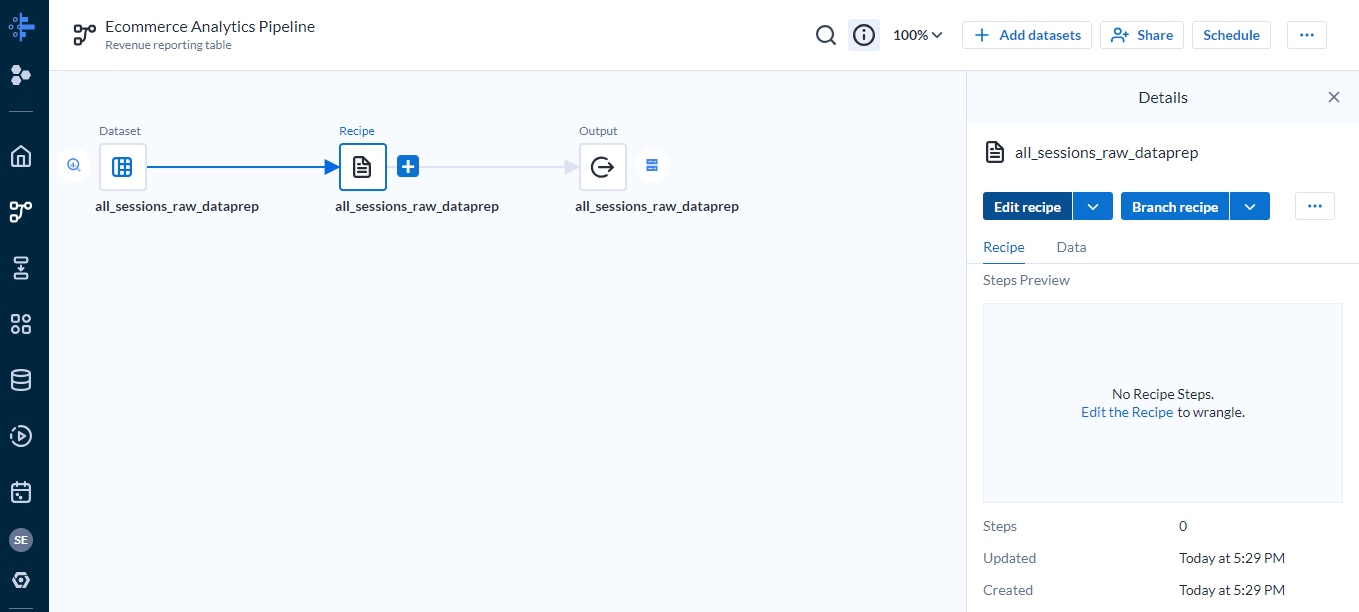 Ecommerce Analytics Pipeline
Revenue reporting table
100%
Add datasets
Share
Schedule
Dataset
Recipe
Output
all_sessions_raw_dataprep
all_sessions_raw_dataprep
all_sessions_raw_dataprep
SE
Details
all_sessions_raw_dataprep
Edit recipe
Branch recipe
Recipe
Data
Steps Preview
No Recipe Steps.
Edit the Recipe to wrangle.
Steps 0
Updated Today at 5:29 PM
Created Today at 5:29 PM